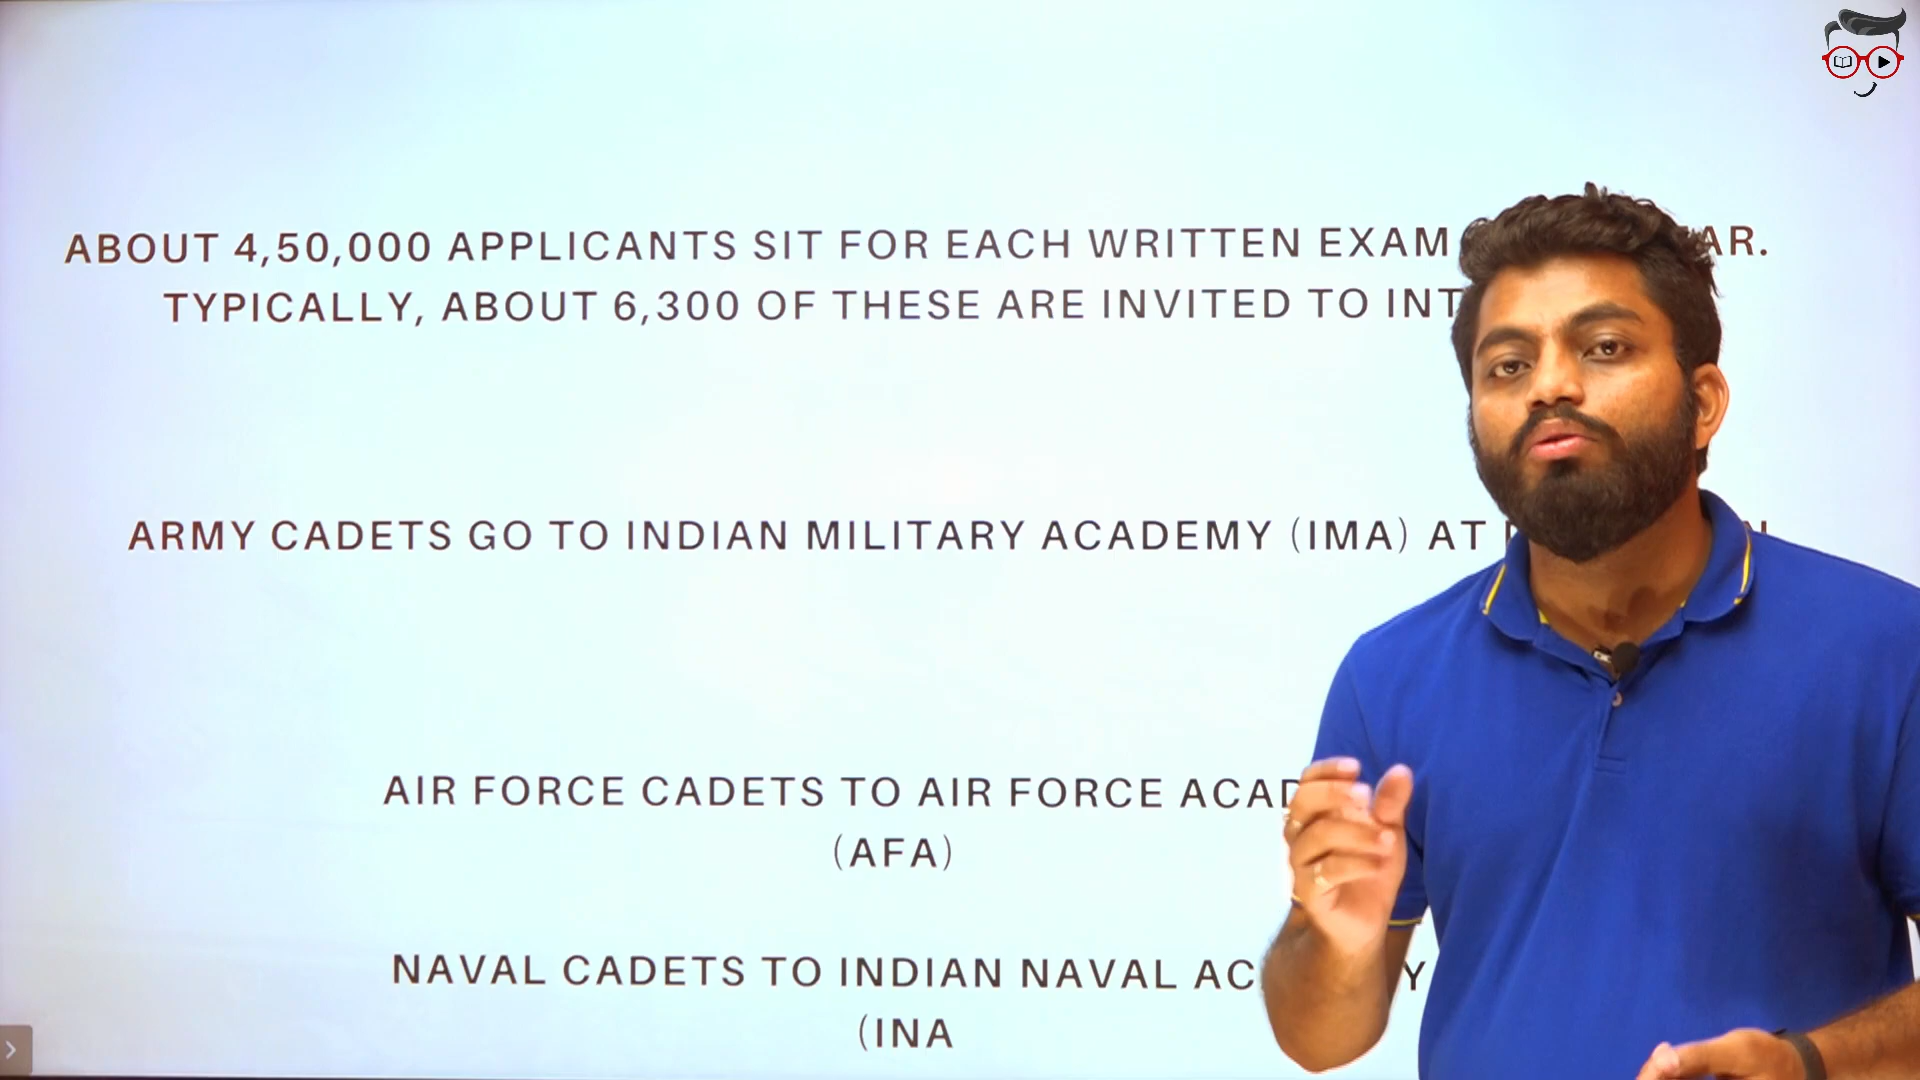 ABOUT 4,50,000 APPLICANTS SIT FOR EACH WRITTEN EXAM
TYPICALLY, ABOUT 6,300 OF THESE ARE INVITED TO
ARMY CADETS GO TO INDIAN MILITARY ACADEMY (IMA) AT
AIR FORCE CADETS TO AIR FORCE
(AFA)
NAVAL CADETS TO INDIAN NAVAL
(INA